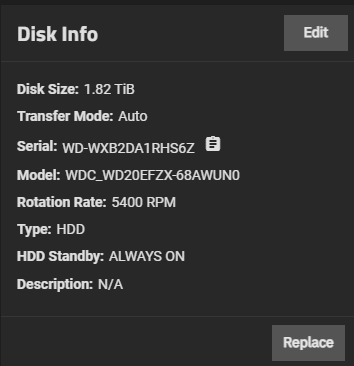 Disk Info
Edit
Disk Size: 1.82 TiB
Transfer Mode: Auto
Serial: WD-WXB2DA1RHS6Z
Model: WDC_WD20EFZX-68AWUN0
Rotation Rate: 5400 RPM
Type: HDD
HDD Standby: ALWAYS ON
Description: N/A
Replace